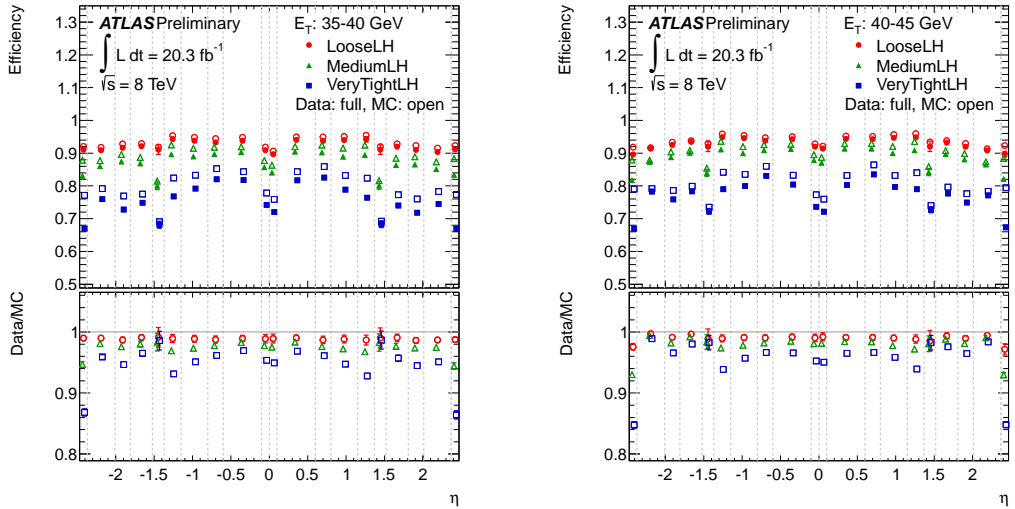 ATLAS Preliminary
E_T: 35-40 GeV
∫ L dt = 20.3 fb⁻¹
√s = 8 TeV
LooseLH
MediumLH
VeryTightLH
Data: full, MC: open
Efficiency
1.3
1.2
1.1
1
0.9
0.8
0.7
0.6
0.5
Data/MC
1
0.9
0.8
-2 -1.5 -1 -0.5 0 0.5 1 1.5 2
η
ATLAS Preliminary
E_T: 40-45 GeV
∫ L dt = 20.3 fb⁻¹
√s = 8 TeV
LooseLH
MediumLH
VeryTightLH
Data: full, MC: open
Efficiency
1.3
1.2
1.1
1
0.9
0.8
0.7
0.6
0.5
Data/MC
1
0.9
0.8
-2 -1.5 -1 -0.5 0 0.5 1 1.5 2
η